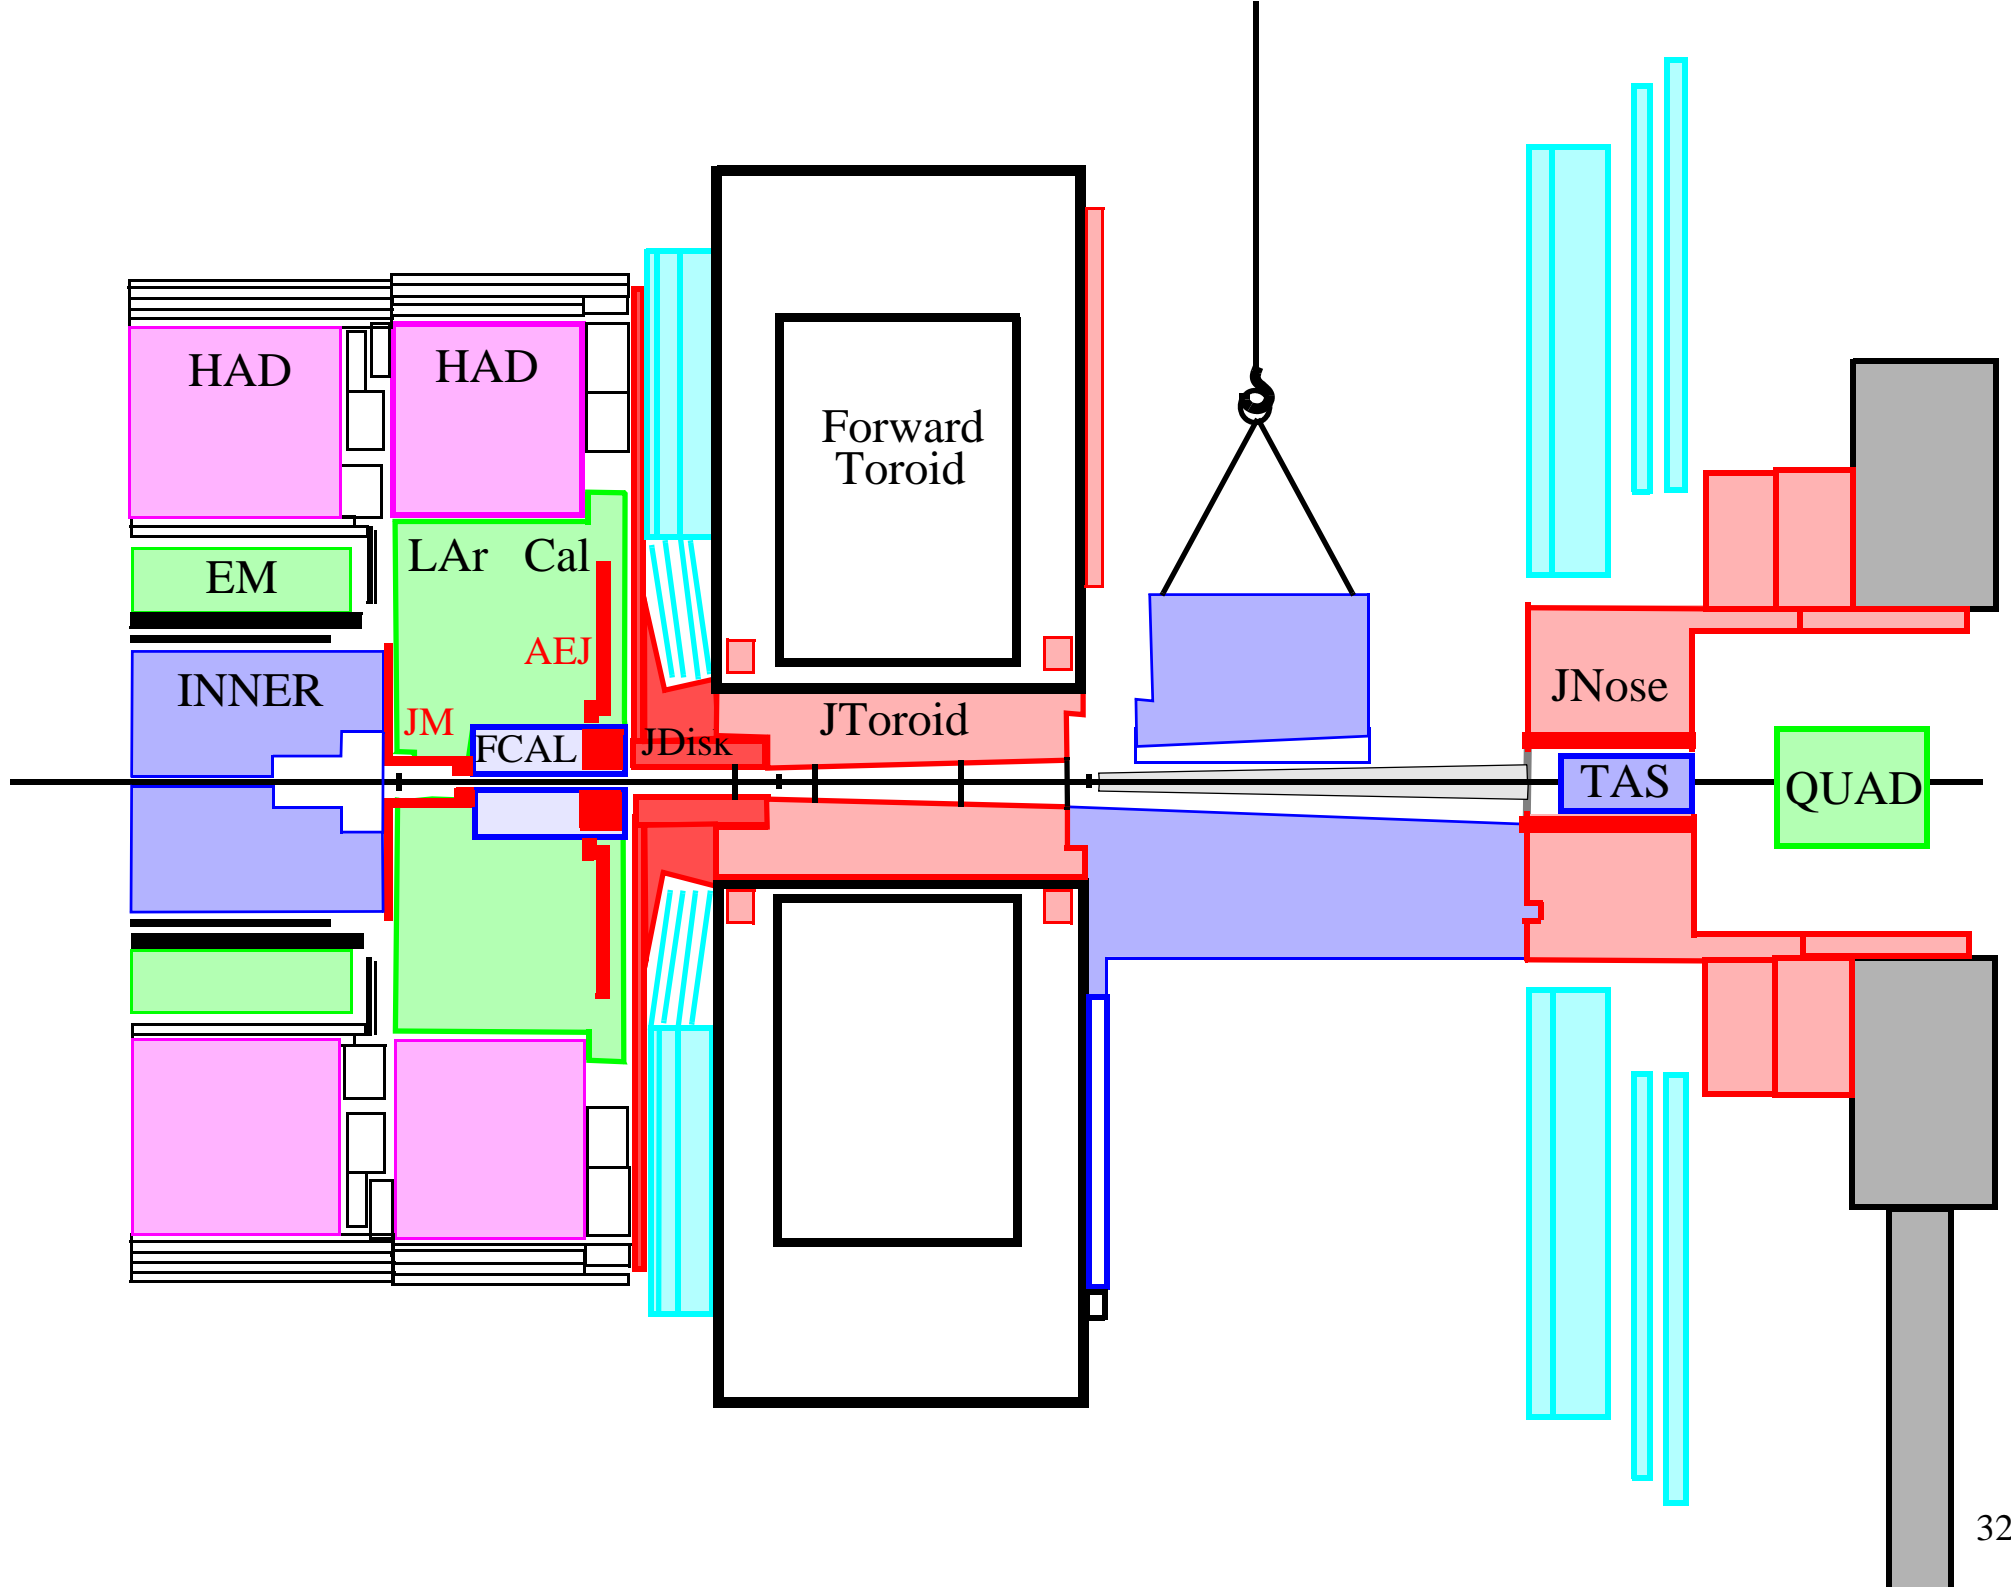 HAD
HAD
Forward
Toroid
LAr Cal
EM
AEJ
INNER
JM
JNose
JToroid
FCAL
JDisk
TAS
QUAD
32